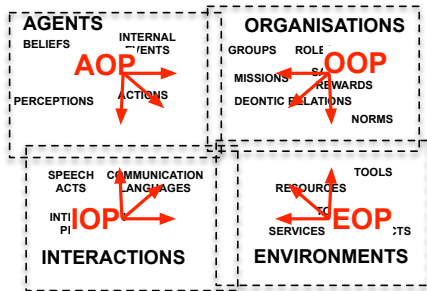 AGENTS
BELIEFS
INTERNAL
EVENTS
AOP
PERCEPTIONS
ACTIONS
ORGANISATIONS
GROUPS
OOP
REWARDS
MISSIONS
DEONTIC RELATIONS
NORMS
SPEECH
ACTS
COMMUNICATION
LANGUAGES
IOP
INTERACTIONS
TOOLS
RESOURCES
EOP
SERVICES
ENVIRONMENTS